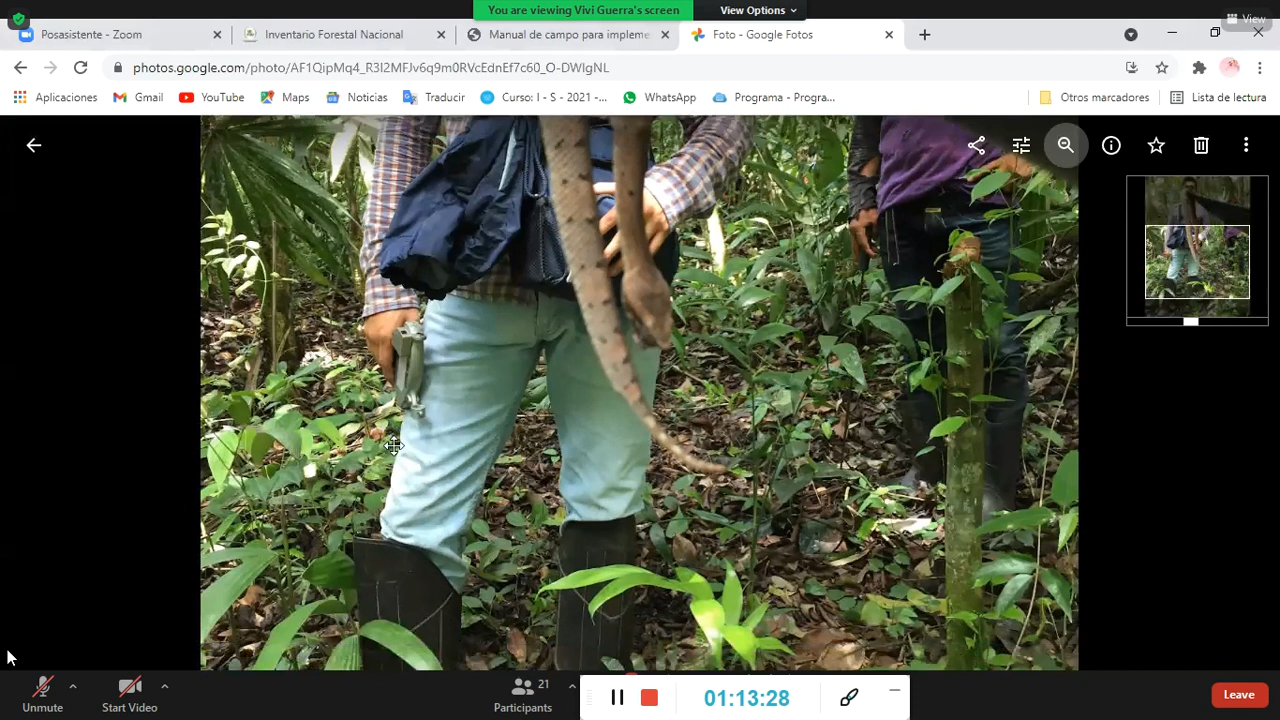 You are viewing Vivi Guerra's screen
View Options
View
Posasistente - Zoom
Inventario Forestal Nacional
Manual de campo para impleme
Foto - Google Fotos
photos.google.com/photo/AF1QipMq4_R3I2MFJv6q9m0RVcEdnEf7c60_O-DWIgNL
Aplicaciones
Gmail
YouTube
Maps
Noticias
Traducir
Curso: I - S - 2021 -...
WhatsApp
Programa - Progra...
Otros marcadores
Lista de lectura
Unmute
Start Video
21
Participants
01:13:28
Leave